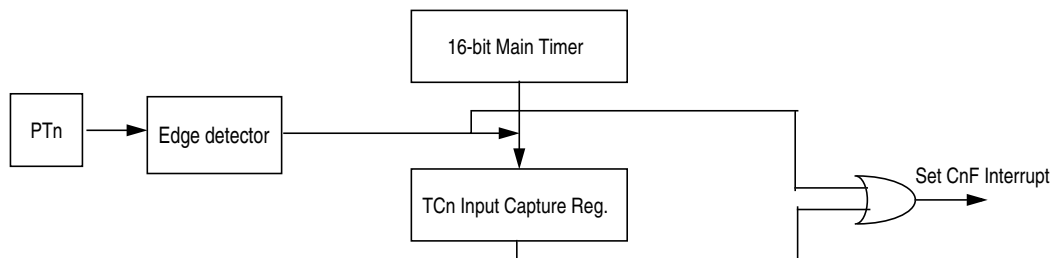 16-bit Main Timer
PTn
Edge detector
TCn Input Capture Reg.
Set CnF Interrupt